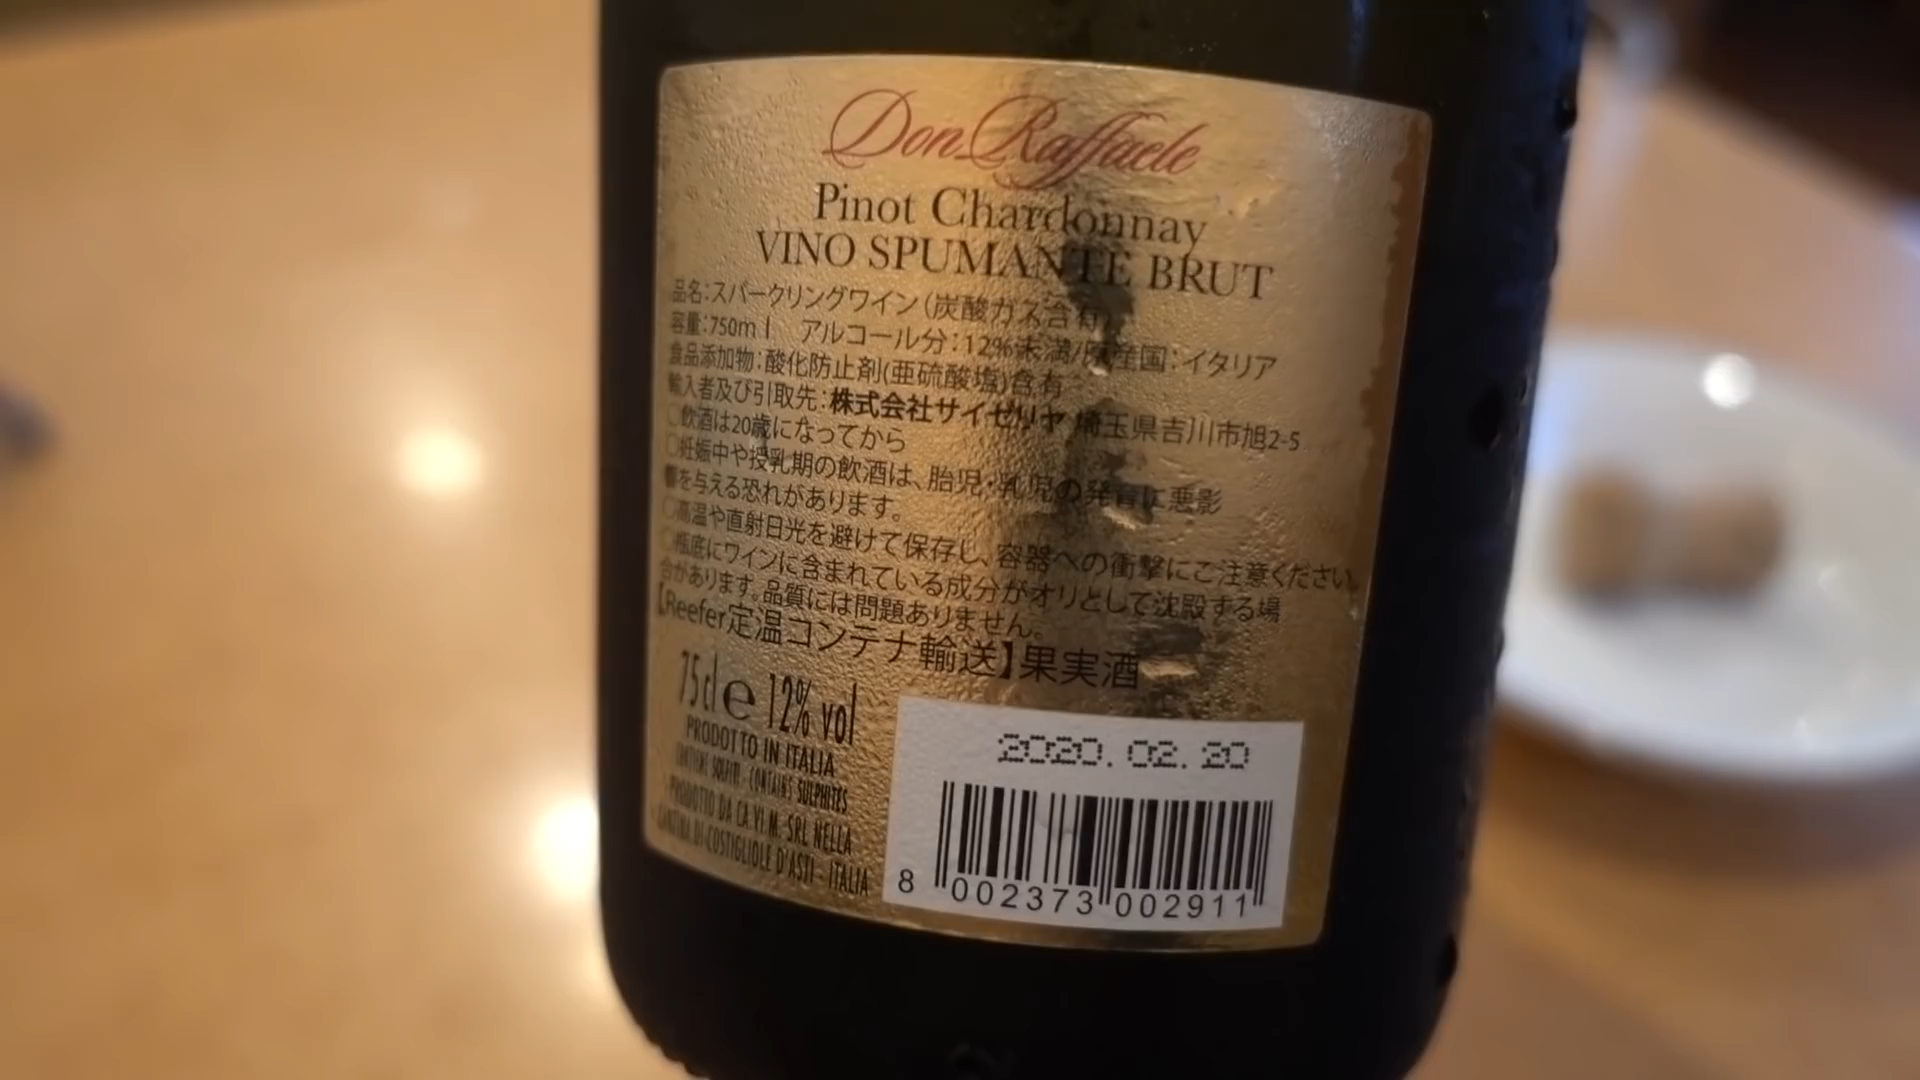 Don Raffaele
Pinot Chardonnay
VINO SPUMANTE BRUT
品名:スパークリングワイン(炭酸ガス含有)
容量:750ml アルコール分:12%未満/原産国:イタリア
食品添加物:酸化防止剤(亜硫酸塩)含有
輸入者及び引取先:株式会社サイゼリヤ 埼玉県吉川市旭2-5
○飲酒は20歳になってから
○妊娠中や授乳期の飲酒は、胎児・乳児の発育に悪影
響を与える恐れがあります。
○高温や直射日光を避けて保存し、容器への衝撃にご注意ください。
○瓶底にワインに含まれている成分がオリとして沈殿する場
合があります。品質には問題ありません。
【Reefer定温コンテナ輸送】果実酒
75cl e 12% vol
PRODOTTO IN ITALIA
CONTIENE SOLFITI - CONTAINS SULPHITES
PRODOTTO DA CA.VI.M. SRL NELLA
CANTINA DI COSTIGLIOLE D'ASTI - ITALIA
2020.02.20
8 002373 002911